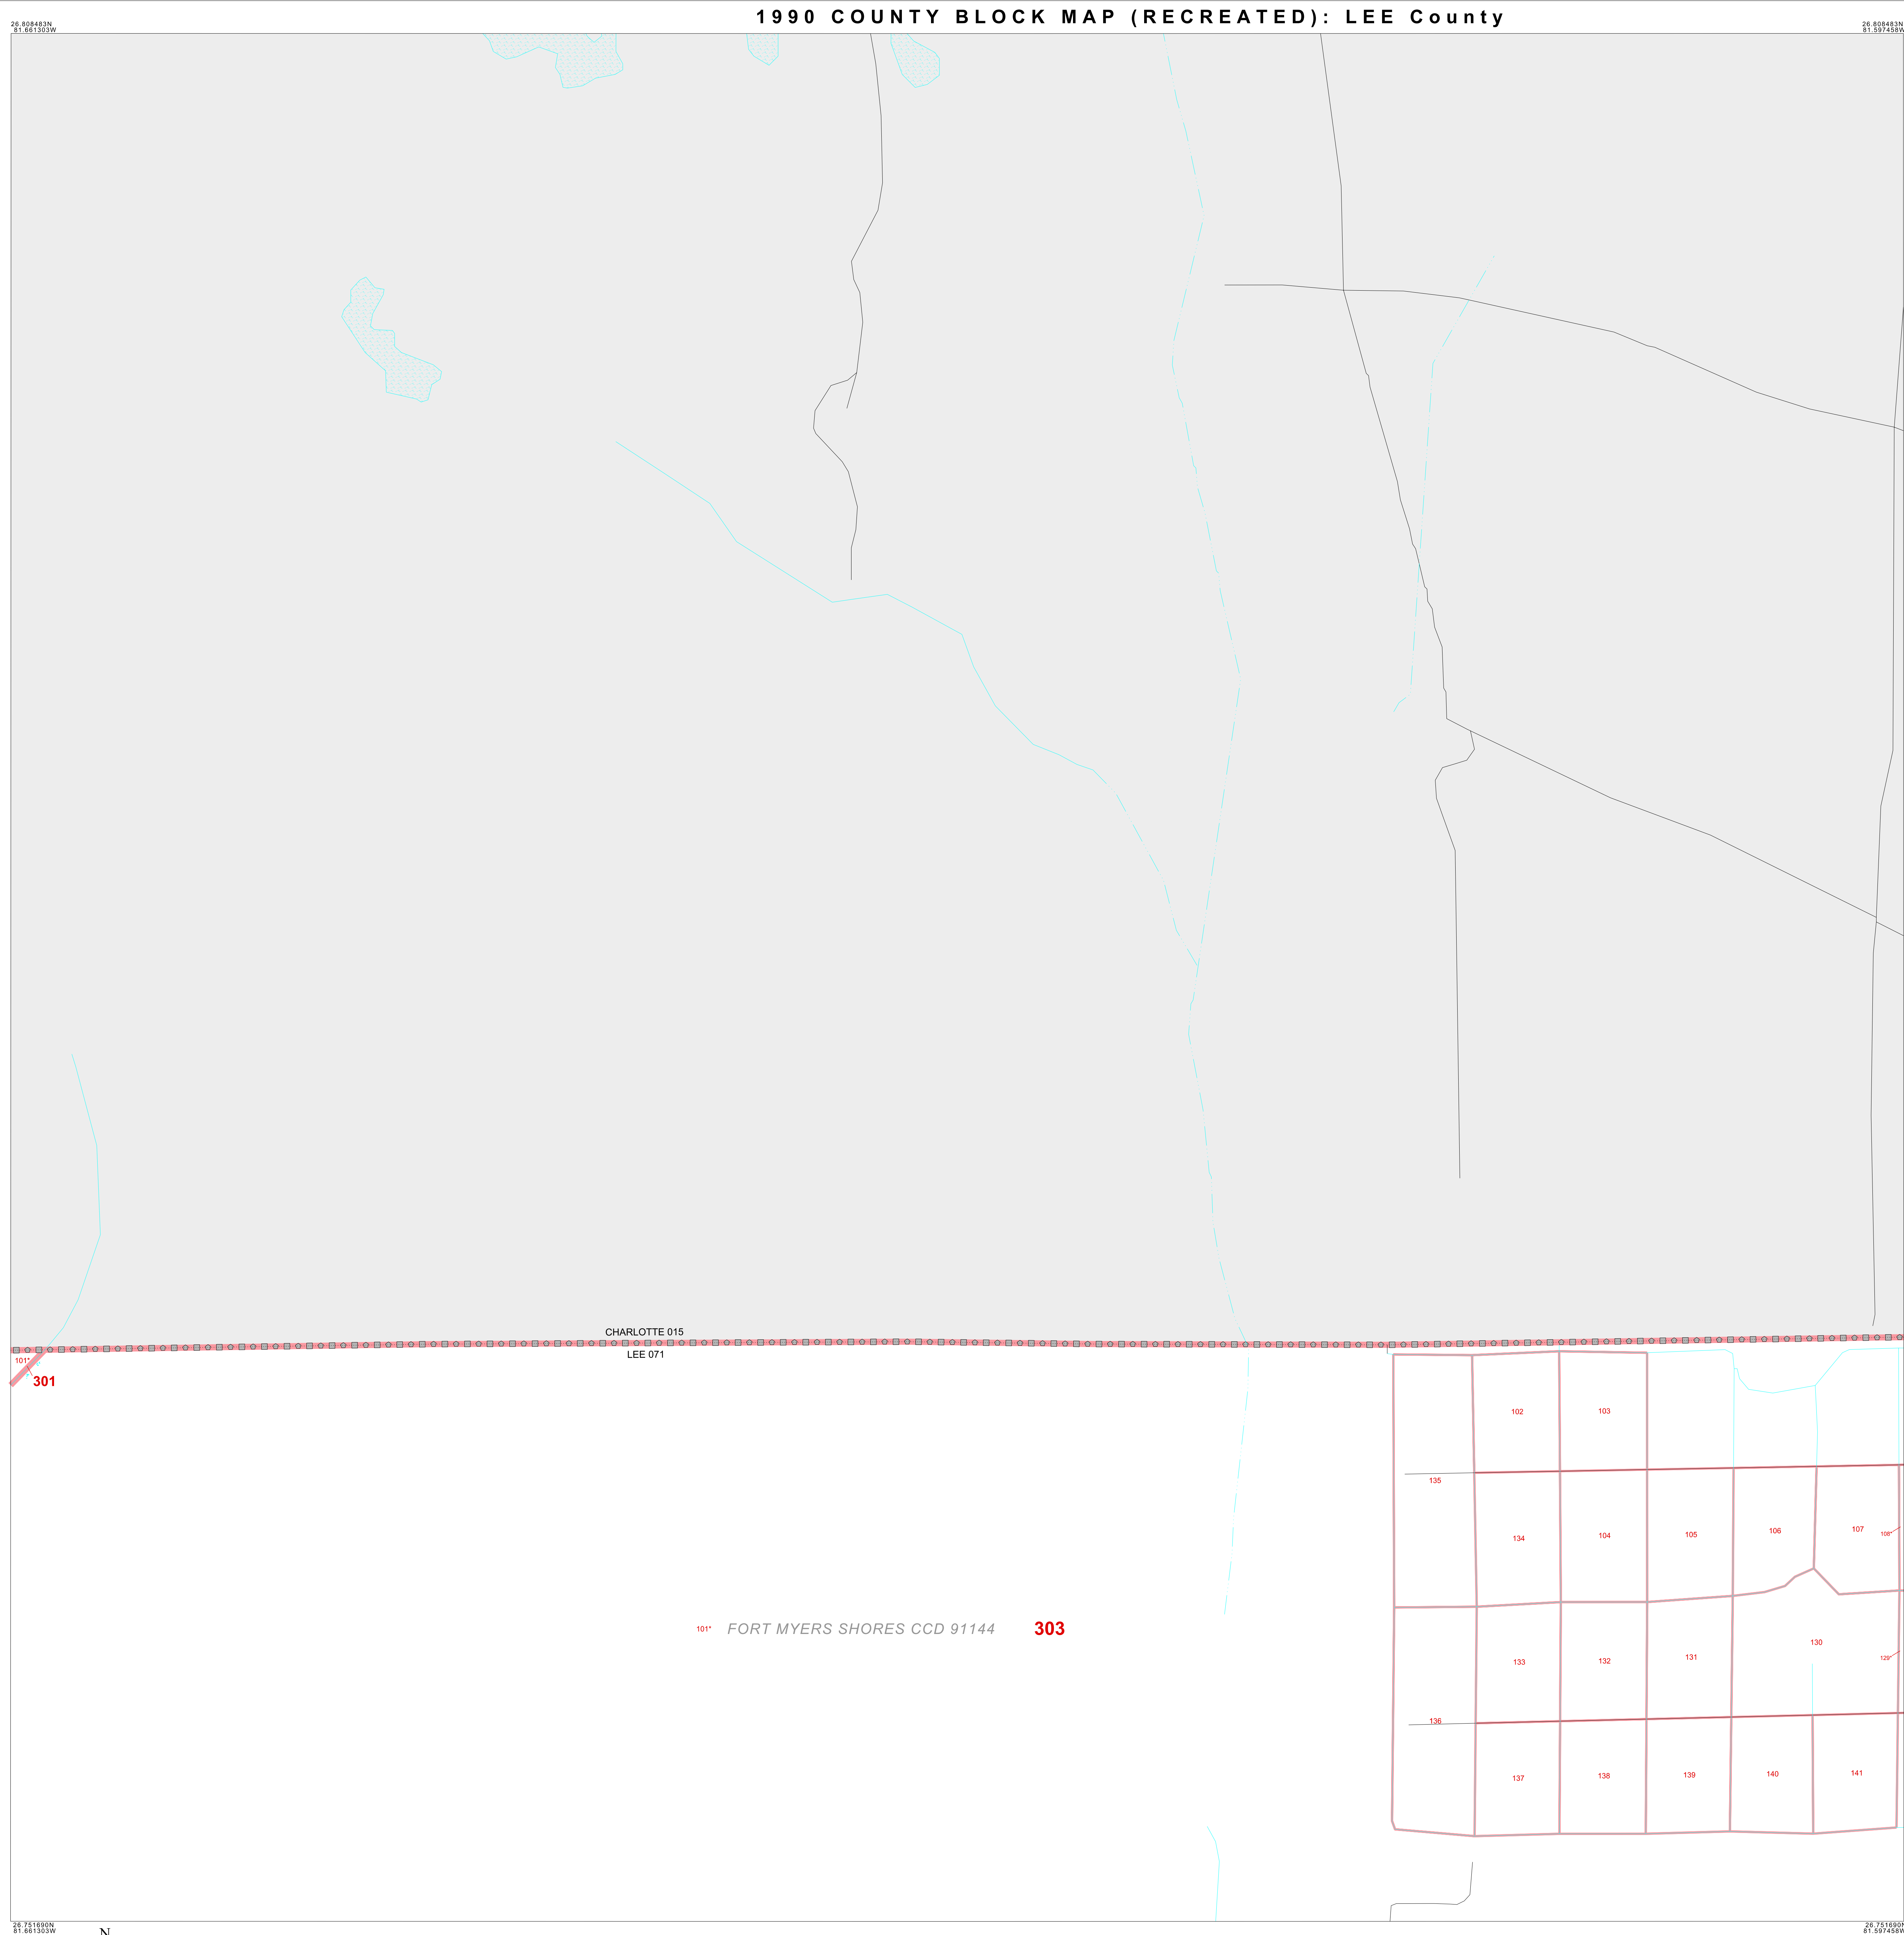 1990 COUNTY BLOCK MAP (RECREATED): LEE County
26.808483N
81.661303W
26.808483N
81.597458W
CHARLOTTE 015
LEE 071
101*
301
102
103
135
134
104
105
106
107
108*
101*
FORT MYERS SHORES CCD 91144
303
133
132
131
130
129*
136
137
138
139
140
141
26.751690N
81.661303W
N
26.751690N
81.597458W